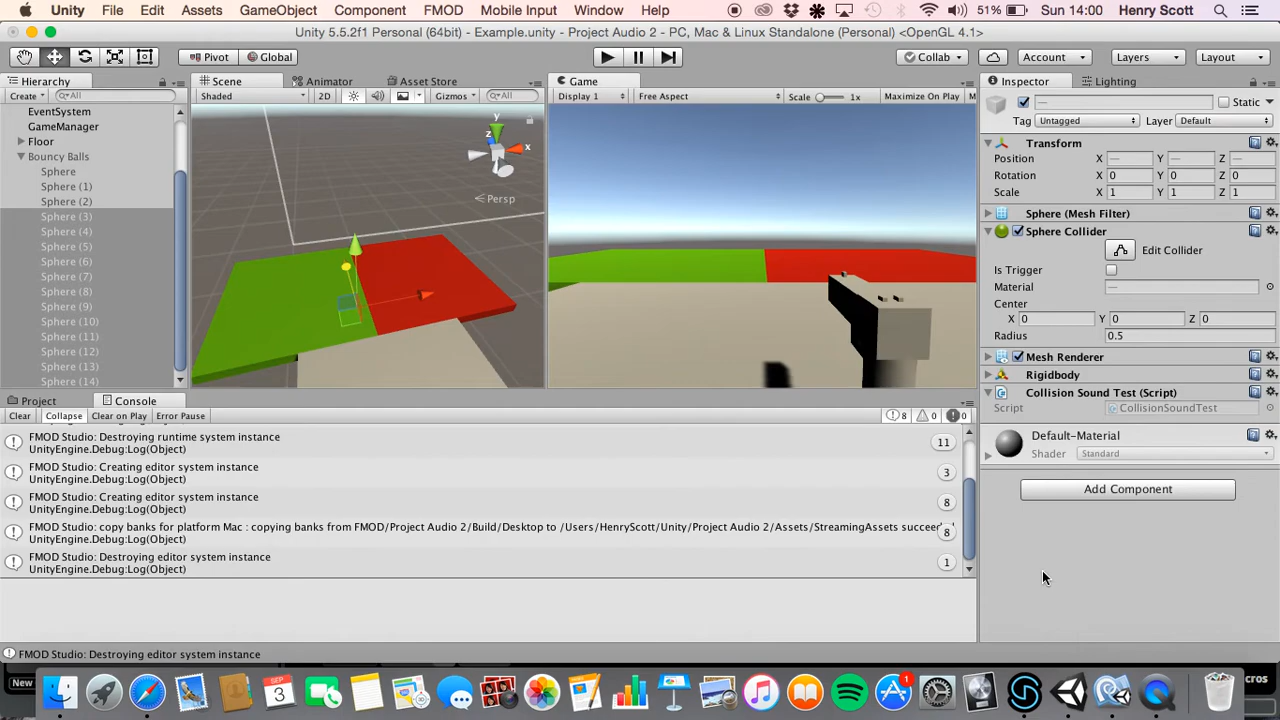 Unity File Edit Assets GameObject Component FMOD Mobile Input Window Help 51% Sun 14:00 Henry Scott
Unity 5.5.2f1 Personal (64bit) - Example.unity - Project Audio 2 - PC, Mac & Linux Standalone (Personal) <OpenGL 4.1>
Pivot Global Collab Account Layers Layout
Hierarchy Scene Animator Asset Store Game Inspector Lighting
Create All Shaded 2D Gizmos All Display 1 Free Aspect Scale 1x Maximize On Play M
EventSystem
GameManager
Floor
Bouncy Balls
Sphere
Sphere (1)
Sphere (2)
Sphere (3)
Sphere (4)
Sphere (5)
Sphere (6)
Sphere (7)
Sphere (8)
Sphere (9)
Sphere (10)
Sphere (11)
Sphere (12)
Sphere (13)
Sphere (14)
y
z
x
Persp
— Static
Tag Untagged Layer Default
Transform
Position X — Y — Z —
Rotation X 0 Y 0 Z 0
Scale X 1 Y 1 Z 1
Sphere (Mesh Filter)
Sphere Collider
Edit Collider
Is Trigger
Material —
Center
X 0 Y 0 Z 0
Radius 0.5
Mesh Renderer
Rigidbody
Collision Sound Test (Script)
Script CollisionSoundTest
Default-Material
Shader Standard
Add Component
Project Console
Clear Collapse Clear on Play Error Pause 8 0 0
FMOD Studio: Destroying runtime system instance
UnityEngine.Debug:Log(Object)
11
FMOD Studio: Creating editor system instance
UnityEngine.Debug:Log(Object)
3
FMOD Studio: Creating editor system instance
UnityEngine.Debug:Log(Object)
8
FMOD Studio: copy banks for platform Mac : copying banks from FMOD/Project Audio 2/Build/Desktop to /Users/HenryScott/Unity/Project Audio 2/Assets/StreamingAssets succeed
UnityEngine.Debug:Log(Object)
8
FMOD Studio: Destroying editor system instance
UnityEngine.Debug:Log(Object)
1
FMOD Studio: Destroying editor system instance
New
SEP
3
1